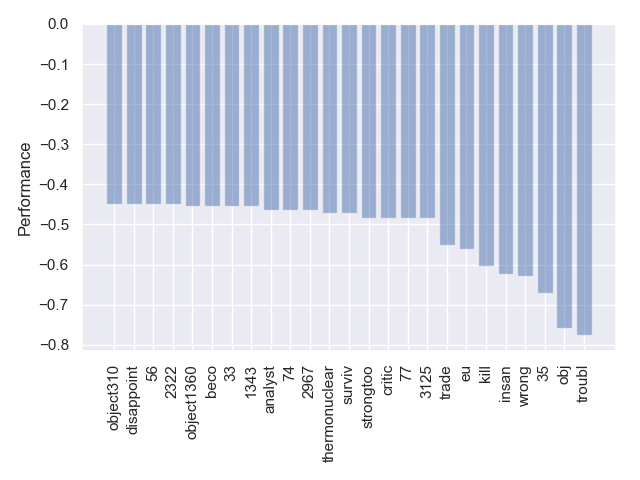 0.0
−0.1
−0.2
−0.3
−0.4
−0.5
−0.6
−0.7
−0.8
Performance
object310
disappoint
56
2322
object1360
beco
33
1343
analyst
74
2967
thermonuclear
surviv
strongtoo
critic
77
3125
trade
eu
kill
insan
wrong
35
obj
troubl